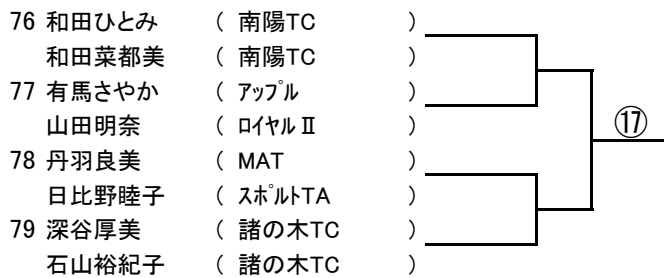 76 和田ひとみ ( 南陽TC )
和田菜都美 ( 南陽TC )
77 有馬さやか ( アップル )
山田明奈 ( ロイヤルⅡ )
⑰
78 丹羽良美 ( MAT )
日比野睦子 ( スポルトTA )
79 深谷厚美 ( 諸の木TC )
石山裕紀子 ( 諸の木TC )